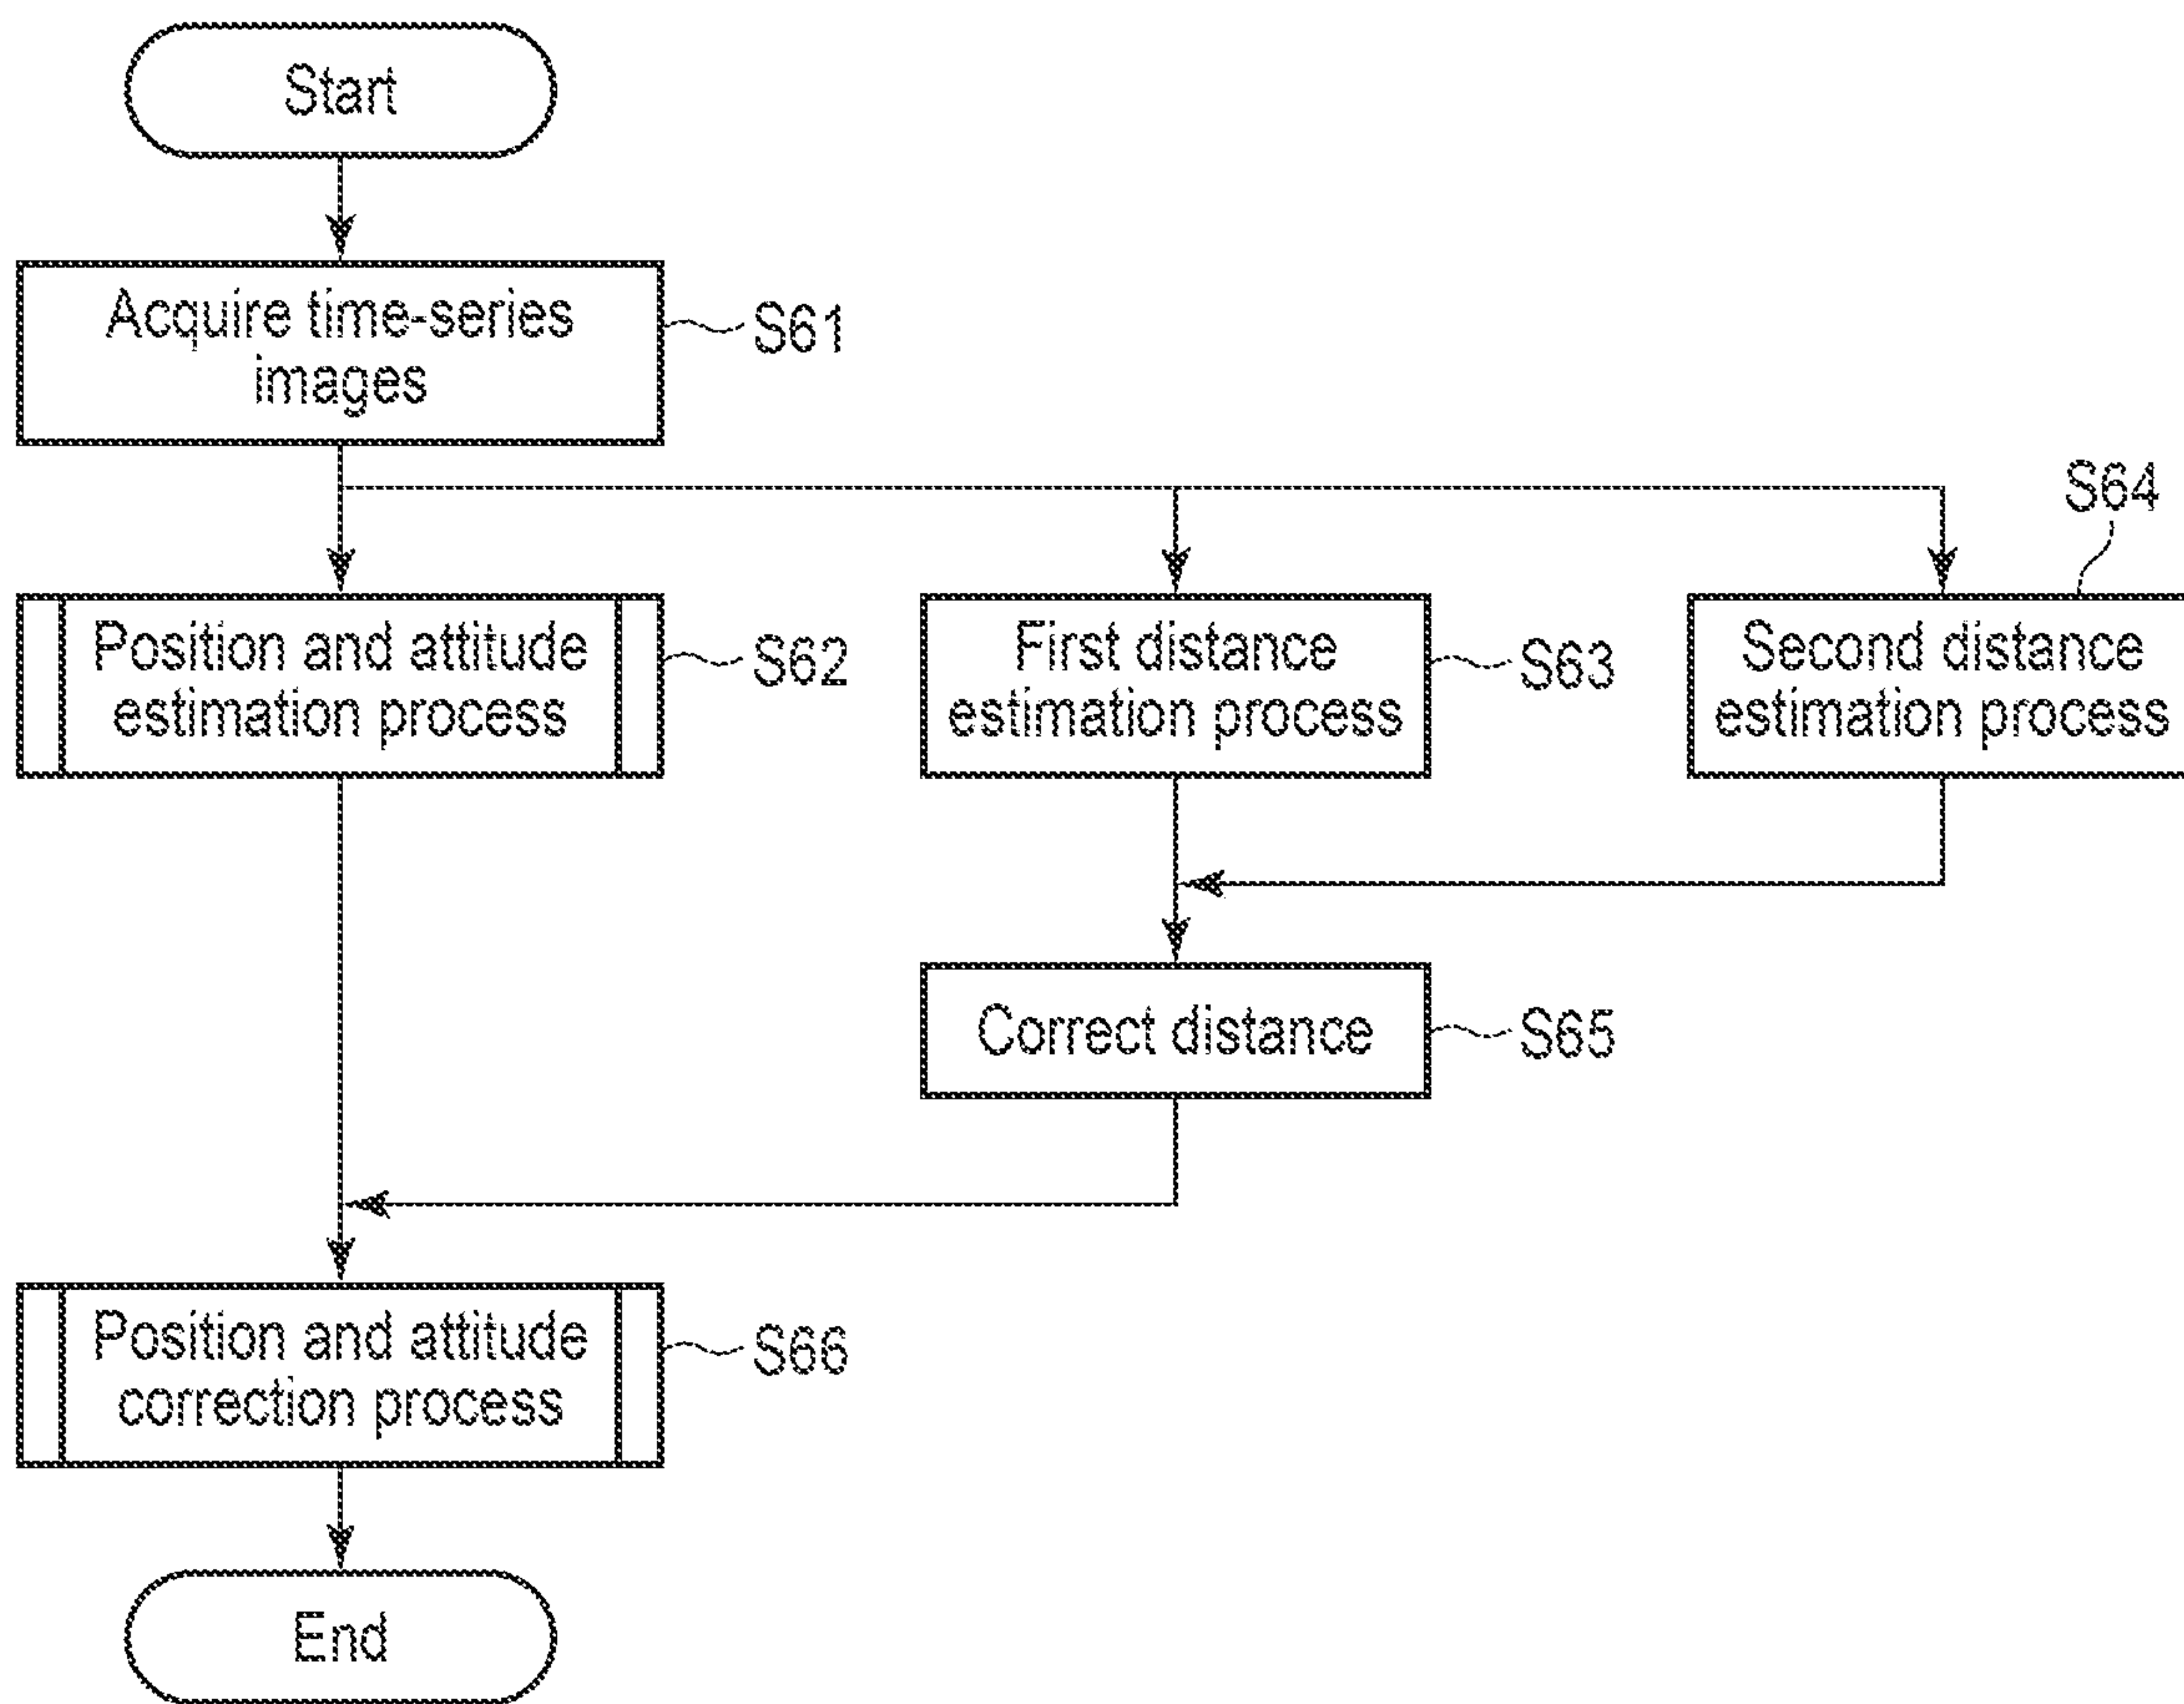 Start
Acquire time-series
images
S61
S64
Position and attitude
estimation process
S62
First distance
estimation process
S63
Second distance
estimation process
Correct distance
S65
Position and attitude
correction process
S66
End